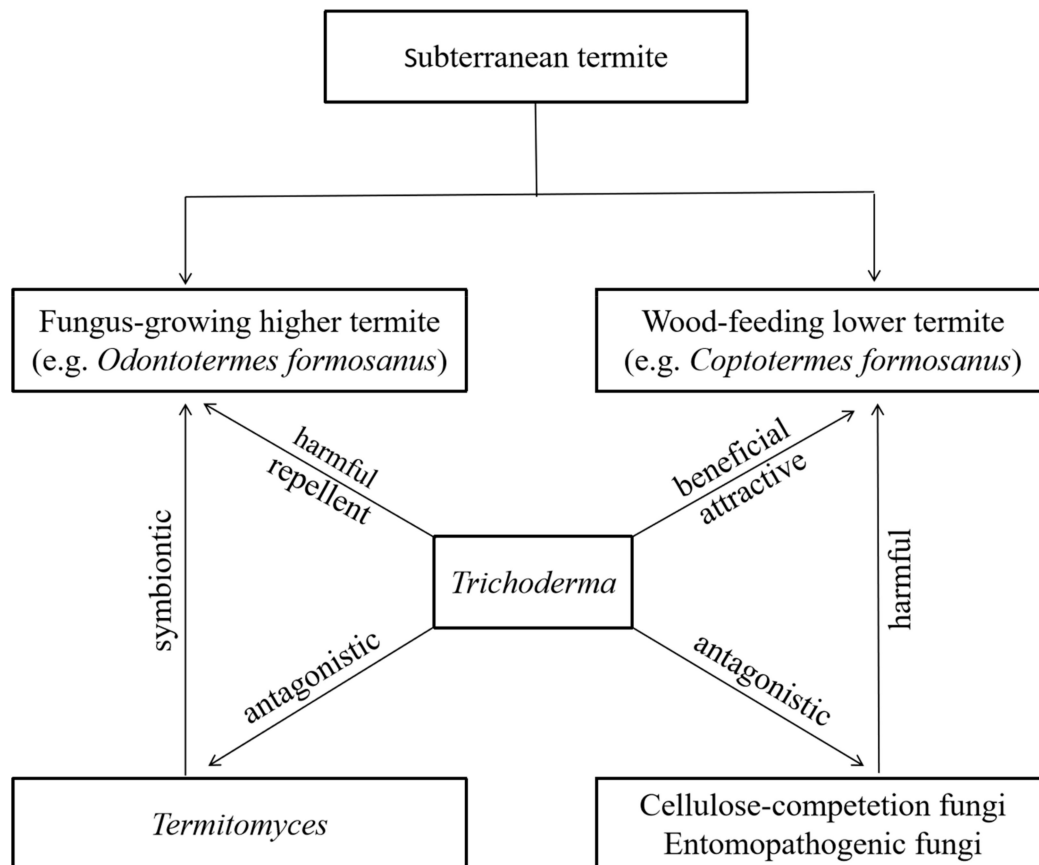 Subterranean termite
Fungus-growing higher termite
(e.g. Odontotermes formosanus)
Wood-feeding lower termite
(e.g. Coptotermes formosanus)
harmful
repellent
beneficial
attractive
symbiontic
Trichoderma
harmful
antagonistic
antagonistic
Termitomyces
Cellulose-competetion fungi
Entomopathogenic fungi